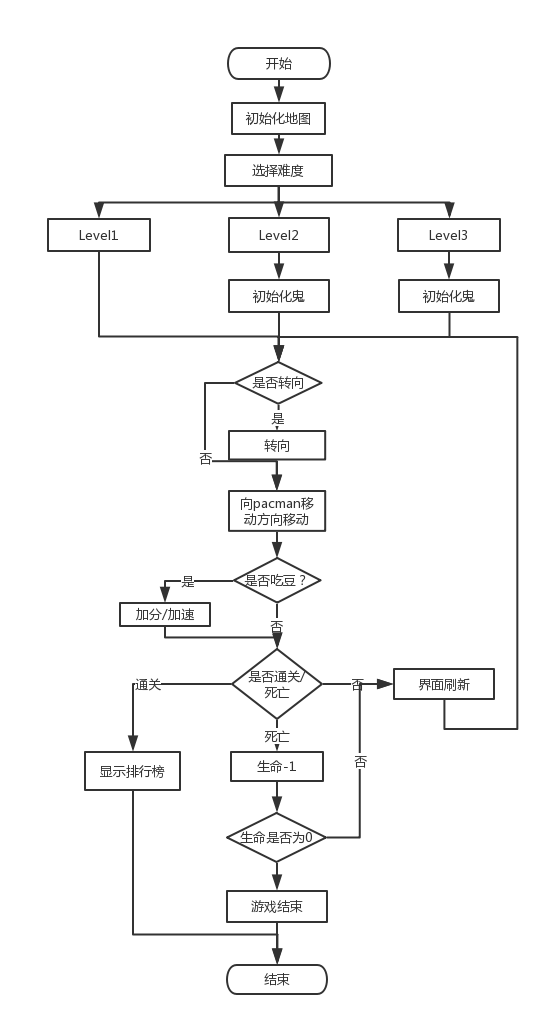 开始
初始化地图
选择难度
Level1
Level2
Level3
初始化鬼
初始化鬼
是否转向
是
转向
否
向pacman移
动方向移动
是否吃豆？
是
加分/加速
否
是否通关/
死亡
通关
否
界面刷新
死亡
显示排行榜
生命-1
否
生命是否为0
游戏结束
结束